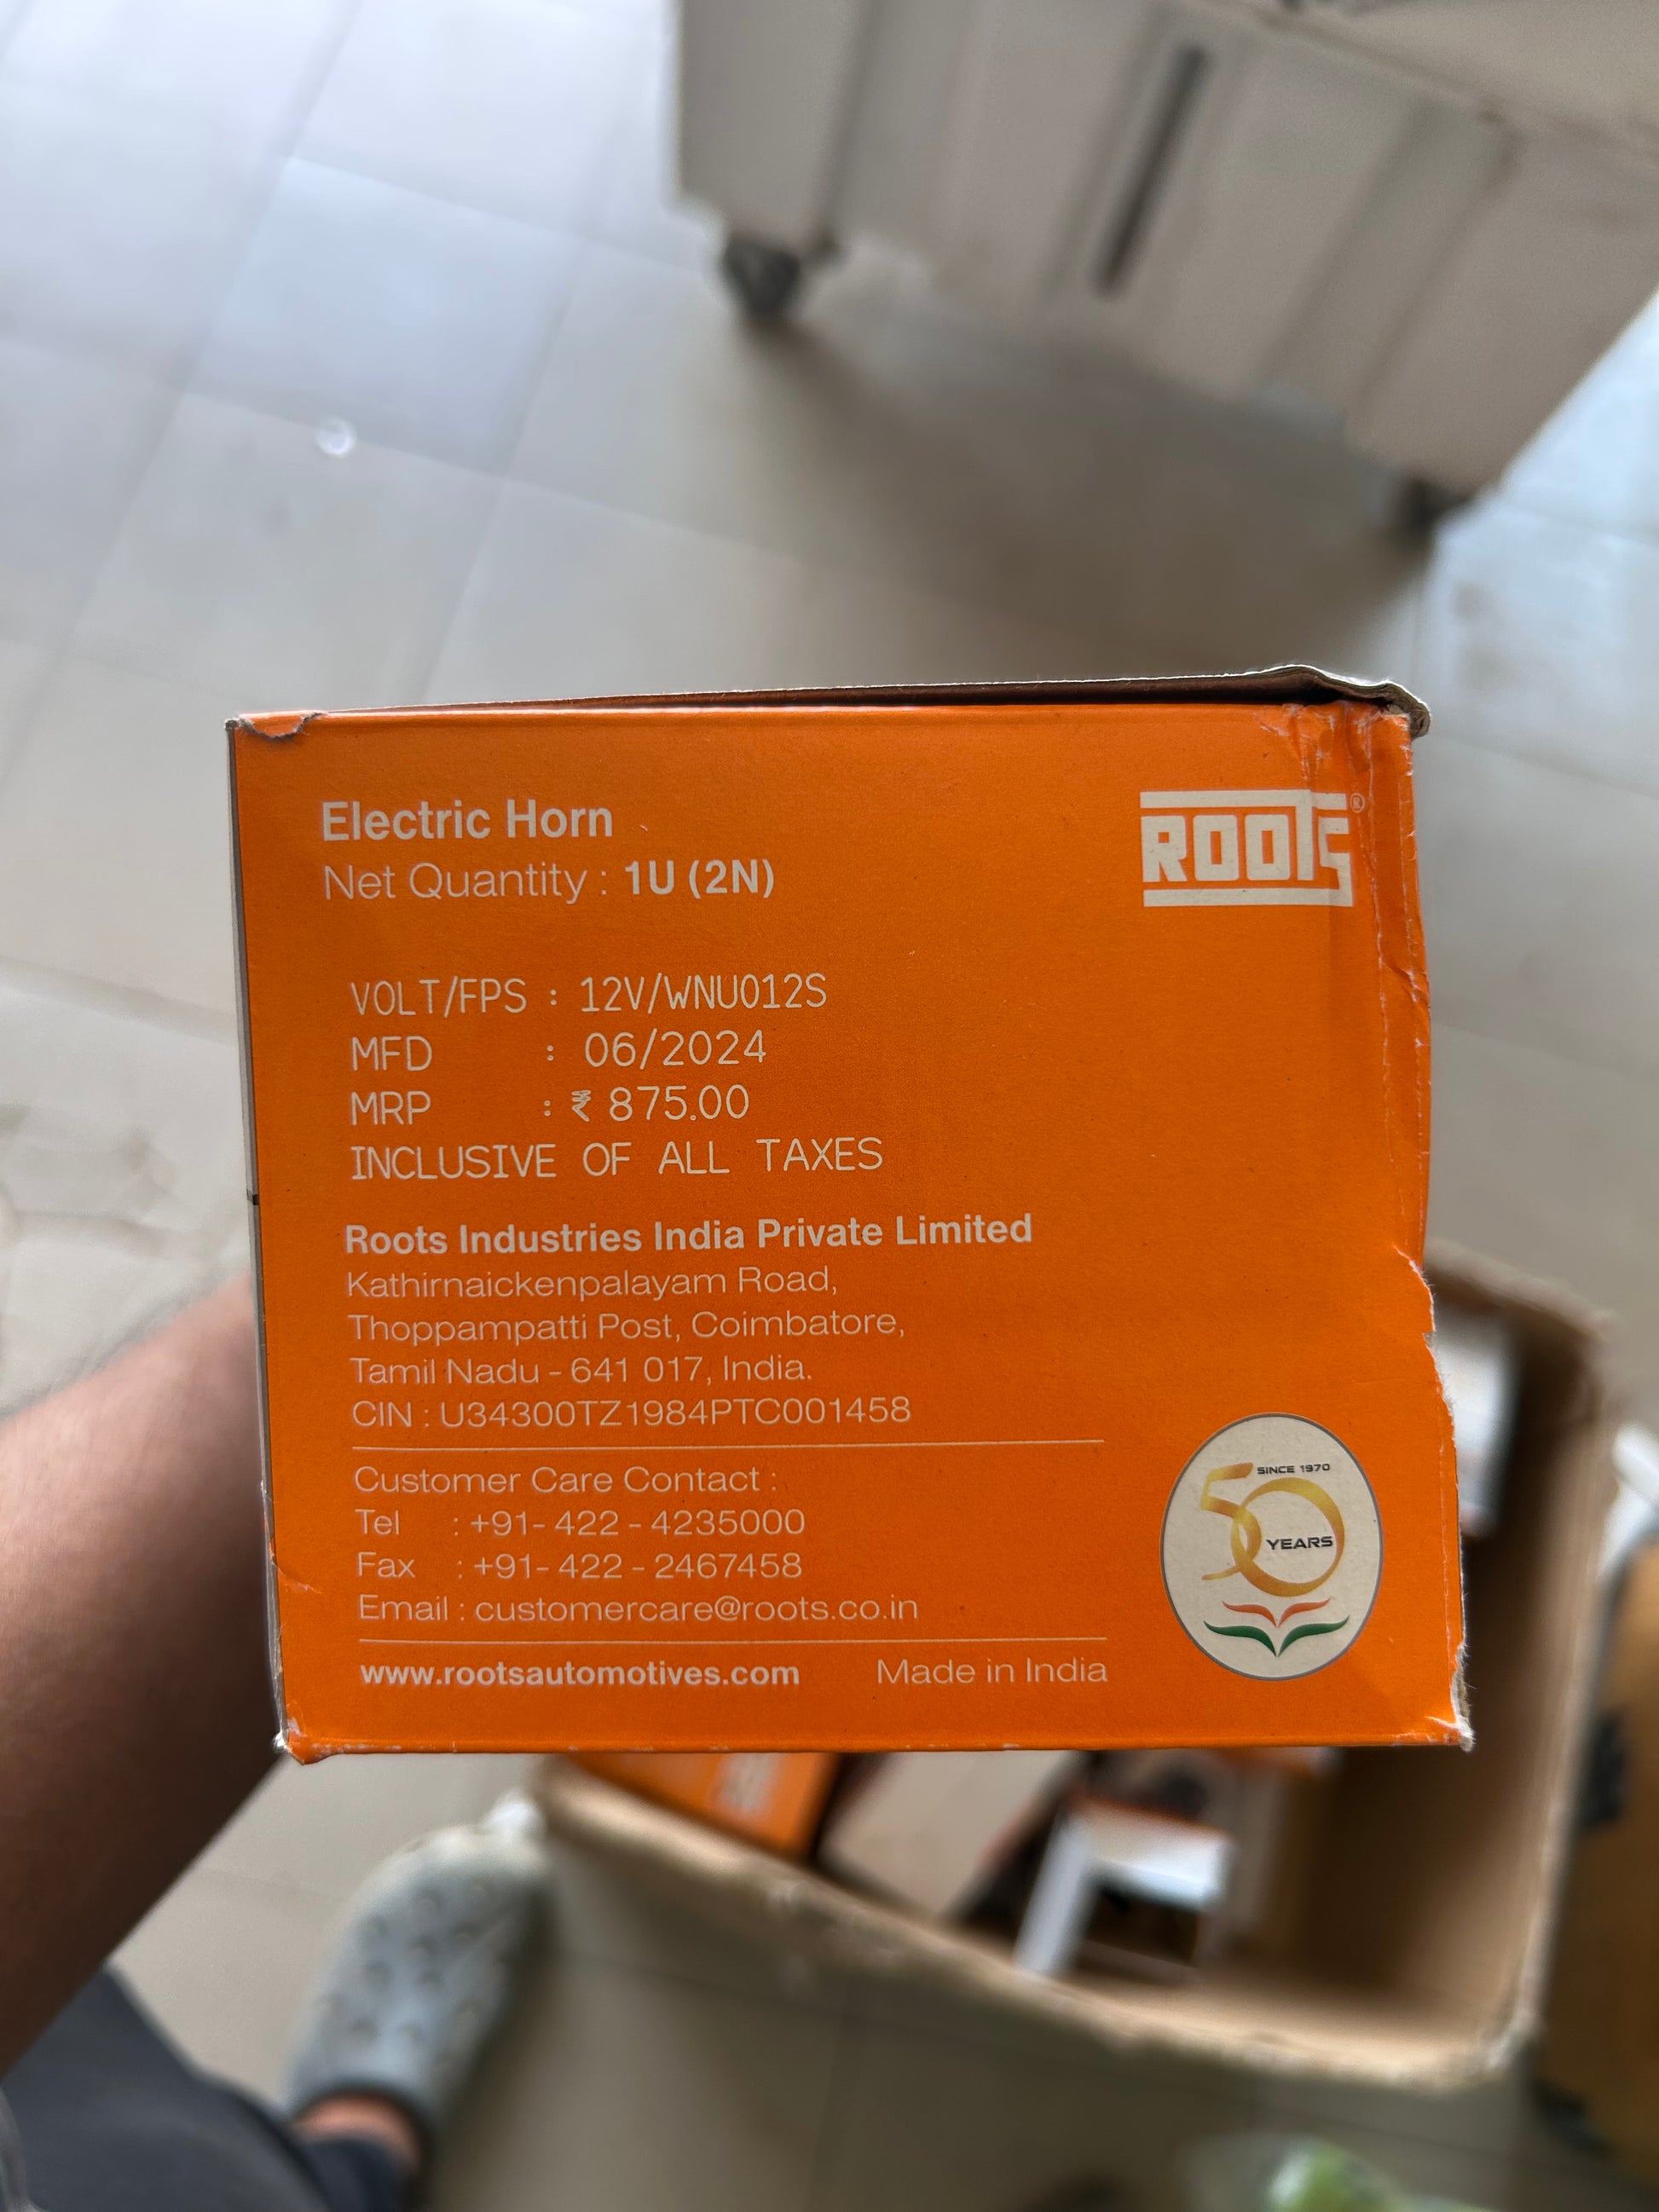 Electric Horn
Net Quantity : 1U (2N)
ROOTS®
VOLT/FPS : 12V/WNU012S
MFD : 06/2024
MRP : ₹ 875.00
INCLUSIVE OF ALL TAXES
Roots Industries India Private Limited
Kathirnaickenpalayam Road,
Thoppampatti Post, Coimbatore,
Tamil Nadu - 641 017, India.
CIN : U34300TZ1984PTC001458
Customer Care Contact :
Tel : +91- 422 - 4235000
Fax : +91- 422 - 2467458
Email : customercare@roots.co.in
www.rootsautomotives.com Made in India
SINCE 1970
50
YEARS